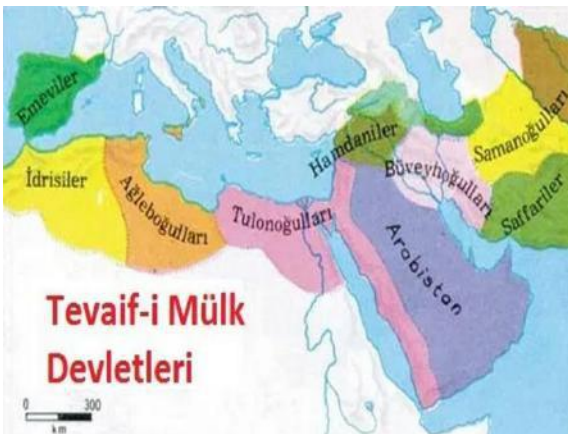 Emeviler
İdrisiler
Ağleboğulları
Tulonoğulları
Hamdaniler
Büveyhoğulları
Samanoğulları
Saffariler
Arabistan
Tevaif-i Mülk
Devletleri
0 300
km